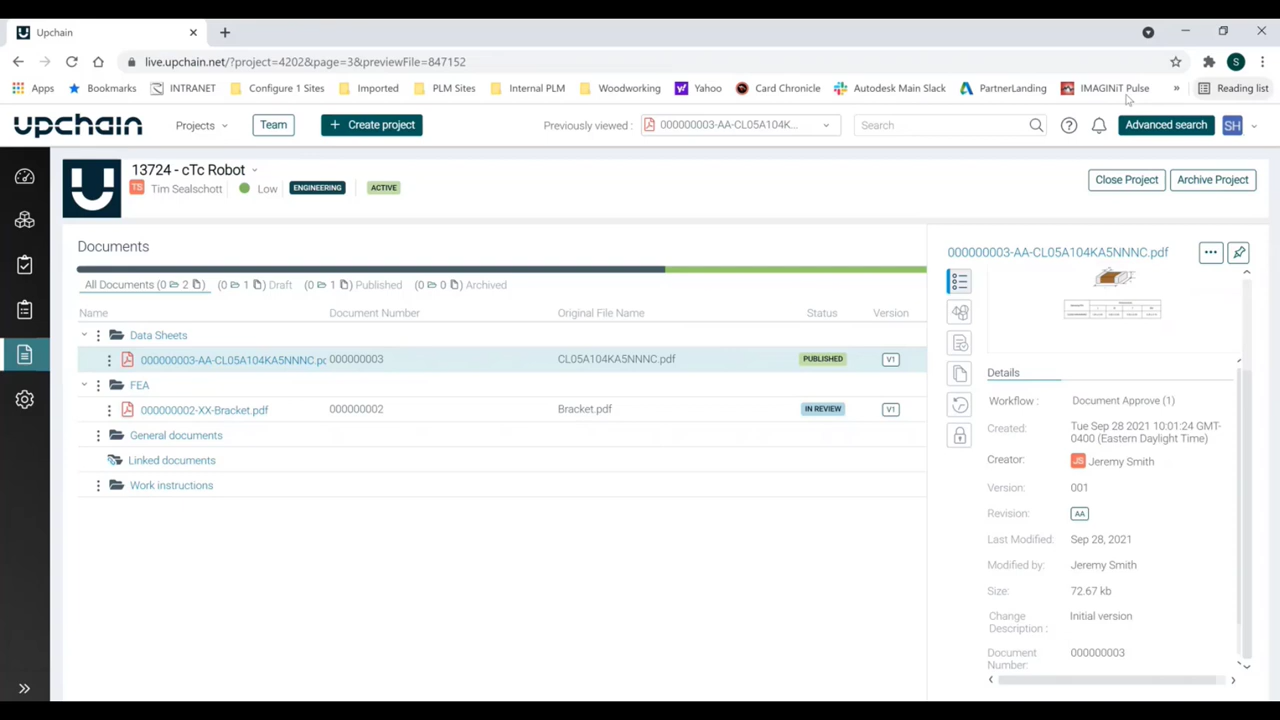 Upchain
live.upchain.net/?project=4202&page=3&previewFile=847152
S
Apps Bookmarks INTRANET Configure 1 Sites Imported PLM Sites Internal PLM Woodworking Yahoo Card Chronicle Autodesk Main Slack PartnerLanding IMAGINiT Pulse » Reading list
upchain Projects Team + Create project Previously viewed : 000000003-AA-CL05A104K... Search Advanced search SH
13724 - cTc Robot
TS Tim Sealschott Low ENGINEERING ACTIVE
Close Project Archive Project
Documents
All Documents (0 2) (0 1) Draft (0 1) Published (0 0) Archived
Name Document Number Original File Name Status Version
Data Sheets
000000003-AA-CL05A104KA5NNNC.pc 000000003 CL05A104KA5NNNC.pdf PUBLISHED V1
FEA
000000002-XX-Bracket.pdf 000000002 Bracket.pdf IN REVIEW V1
General documents
Linked documents
Work instructions
000000003-AA-CL05A104KA5NNNC.pdf
Details
Workflow : Document Approve (1)
Created: Tue Sep 28 2021 10:01:24 GMT-
0400 (Eastern Daylight Time)
Creator: JS Jeremy Smith
Version: 001
Revision: AA
Last Modified: Sep 28, 2021
Modified by: Jeremy Smith
Size: 72.67 kb
Change Description : Initial version
Document Number: 000000003